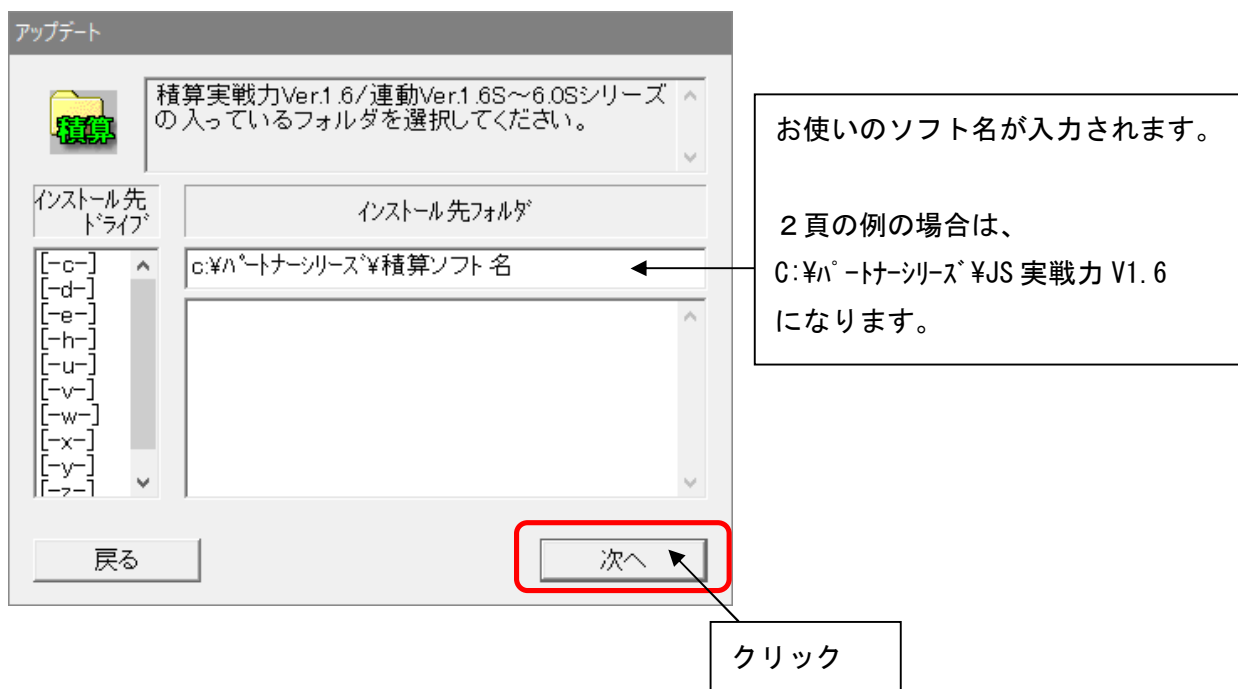 アップデート
積算
積算実戦力Ver.1.6/連動Ver.1.6S～6.0Sシリーズ
の入っているフォルダを選択してください。
ｲﾝｽﾄｰﾙ先
ﾄﾞﾗｲﾌﾞ
ｲﾝｽﾄｰﾙ先ﾌｫﾙﾀﾞ
[-c-]
[-d-]
[-e-]
[-h-]
[-u-]
[-v-]
[-w-]
[-x-]
[-y-]
[-z-]
c:¥ﾊﾟｰﾄﾅｰｼﾘｰｽﾞ¥積算ソフト名
戻る
次へ
お使いのソフト名が入力されます。
２頁の例の場合は、
C:¥ﾊﾟｰﾄﾅｰｼﾘｰｽﾞ¥JS実戦力V1.6
になります。
クリック